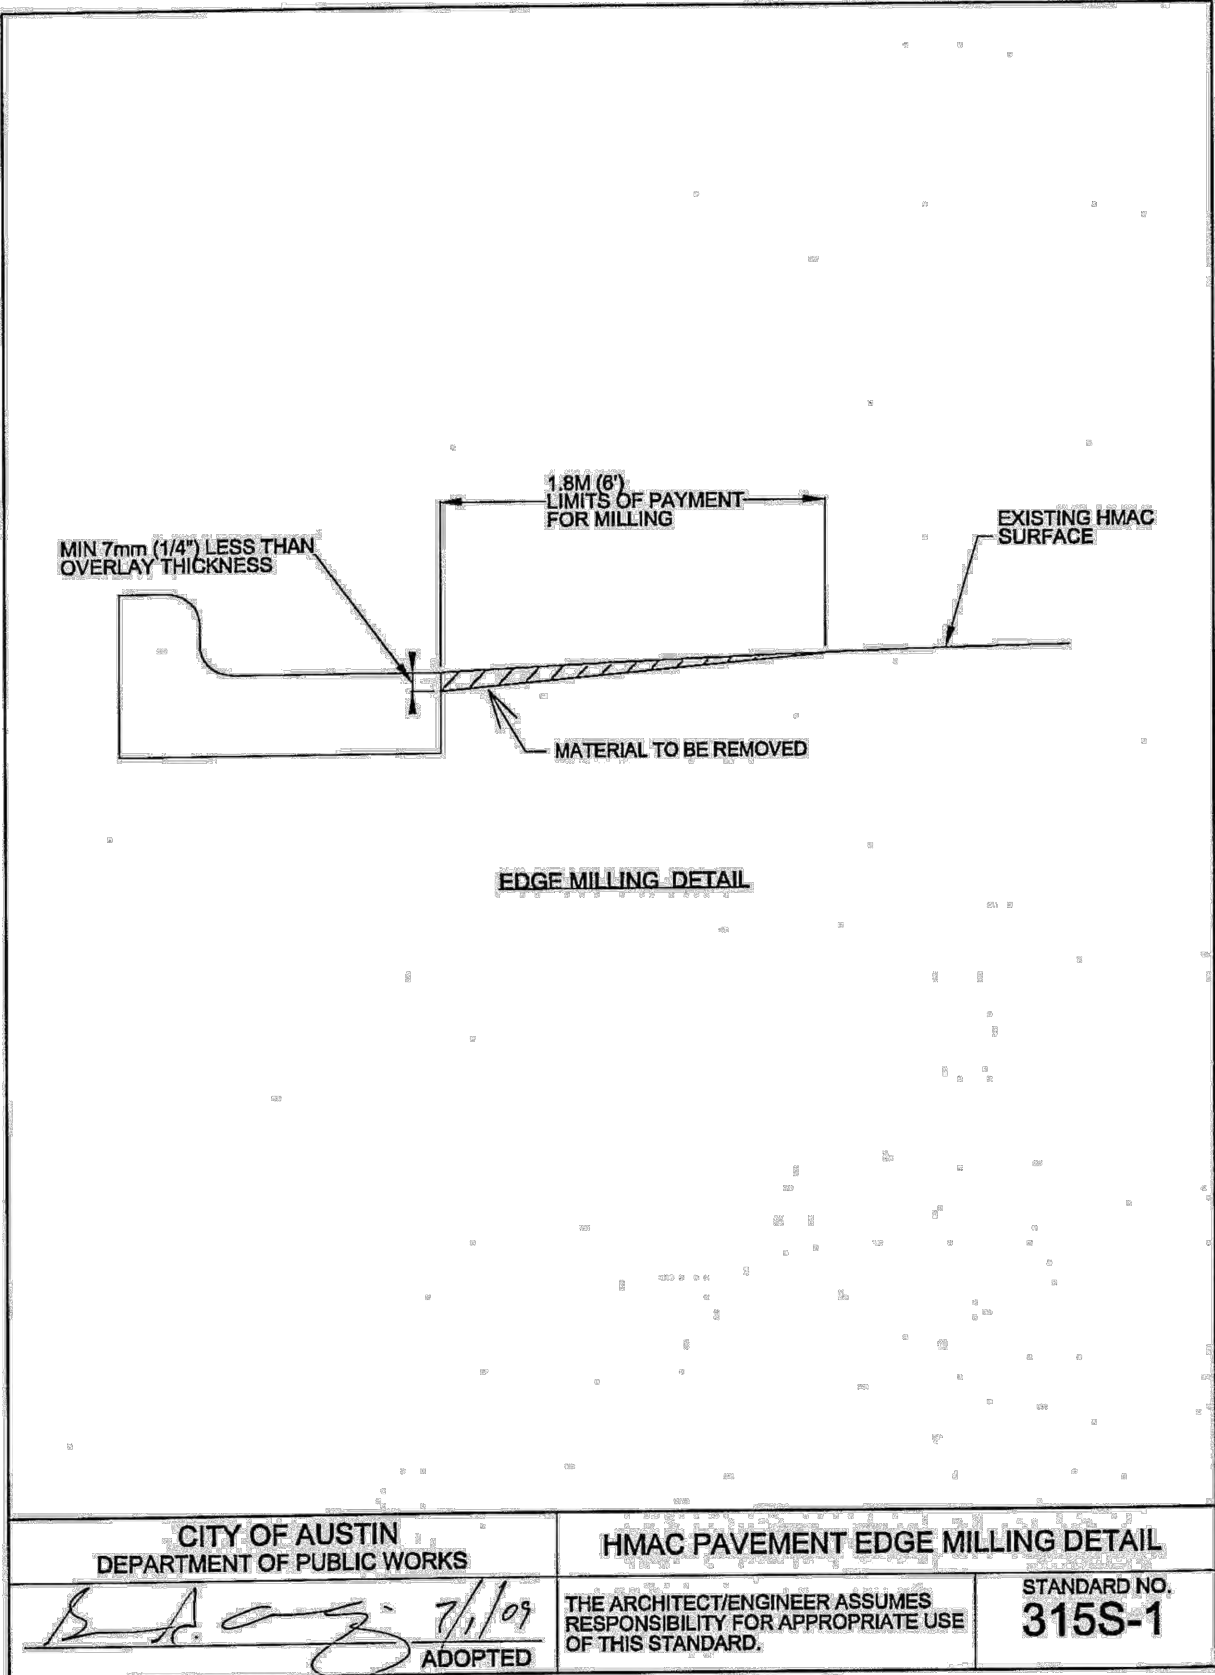 1.8M (6')
LIMITS OF PAYMENT
FOR MILLING
EXISTING HMAC
SURFACE
MIN 7mm (1/4") LESS THAN
OVERLAY THICKNESS
MATERIAL TO BE REMOVED
EDGE MILLING DETAIL
CITY OF AUSTIN
DEPARTMENT OF PUBLIC WORKS
HMAC PAVEMENT EDGE MILLING DETAIL
7/1/09
ADOPTED
THE ARCHITECT/ENGINEER ASSUMES
RESPONSIBILITY FOR APPROPRIATE USE
OF THIS STANDARD.
STANDARD NO.
315S-1